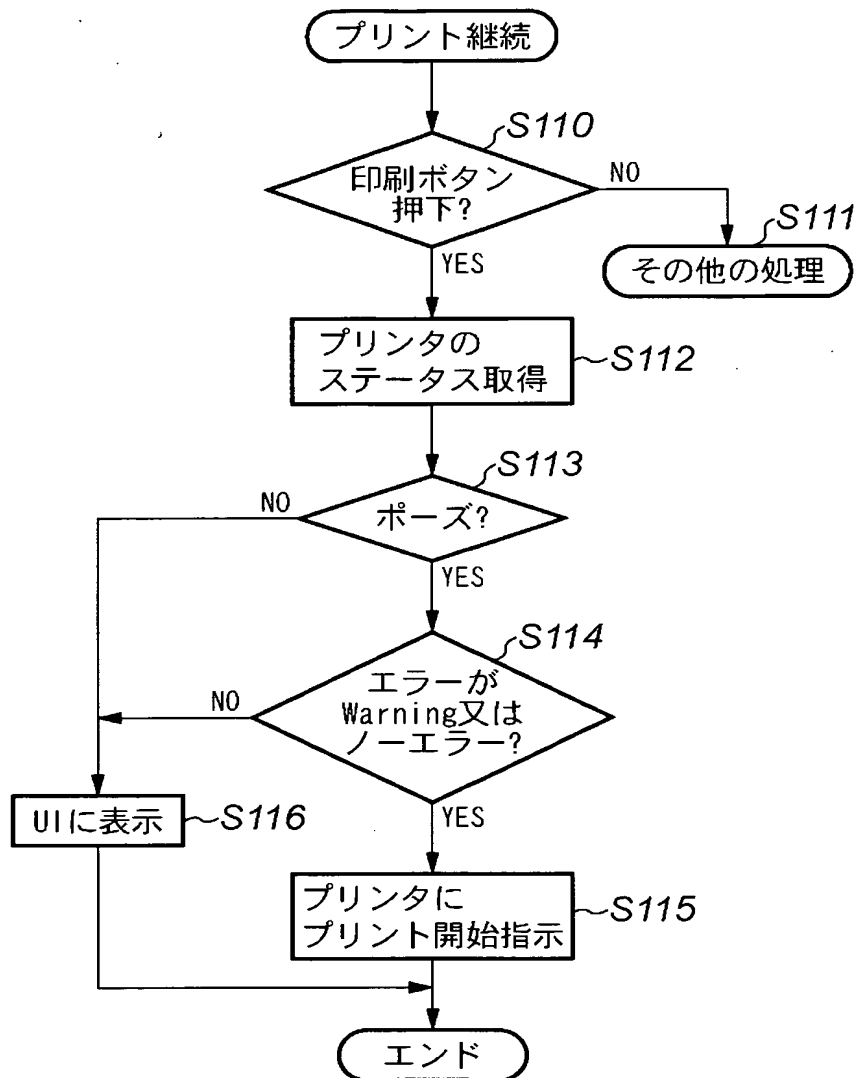 プリント継続
S110
印刷ボタン
押下?
NO
S111
その他の処理
YES
プリンタの
ステータス取得
S112
S113
NO
ポーズ?
YES
S114
エラーが
NO
Warning又は
ノーエラー?
YES
UIに表示
S116
プリンタに
プリント開始指示
S115
エンド